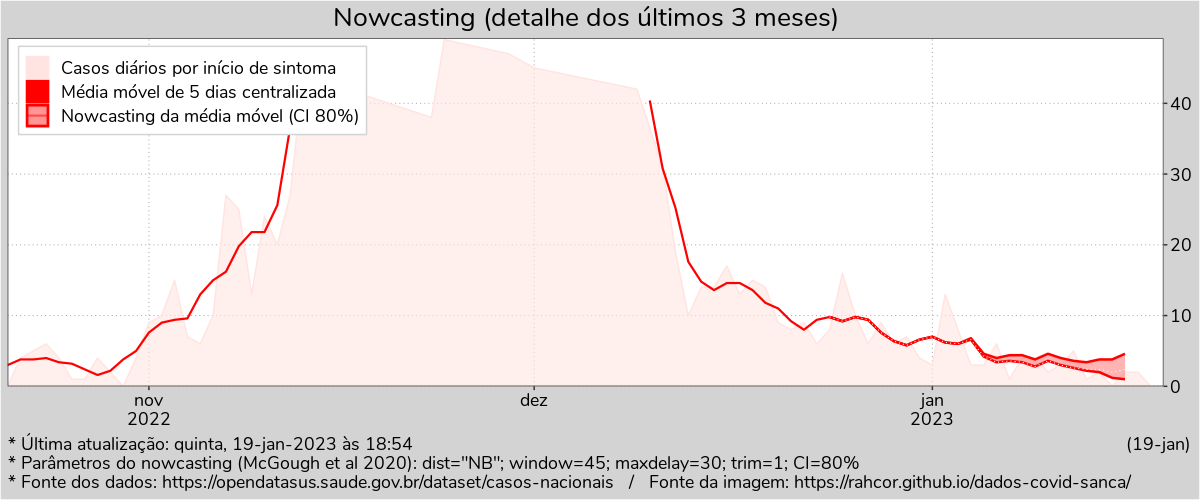 Nowcasting (detalhe dos últimos 3 meses)
Casos diários por início de sintoma
Média móvel de 5 dias centralizada
Nowcasting da média móvel (CI 80%)
40
30
20
10
0
nov
2022
dez
jan
2023
* Última atualização: quinta, 19-jan-2023 às 18:54
(19-jan)
* Parâmetros do nowcasting (McGough et al 2020): dist="NB"; window=45; maxdelay=30; trim=1; CI=80%
* Fonte dos dados: https://opendatasus.saude.gov.br/dataset/casos-nacionais / Fonte da imagem: https://rahcor.github.io/dados-covid-sanca/